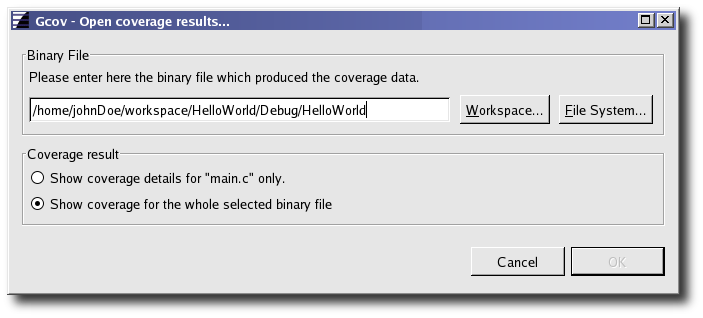 Gcov - Open coverage results...
Binary File
Please enter here the binary file which produced the coverage data.
/home/johnDoe/workspace/HelloWorld/Debug/HelloWorld
Workspace...
File System...
Coverage result
Show coverage details for "main.c" only.
Show coverage for the whole selected binary file
Cancel
OK